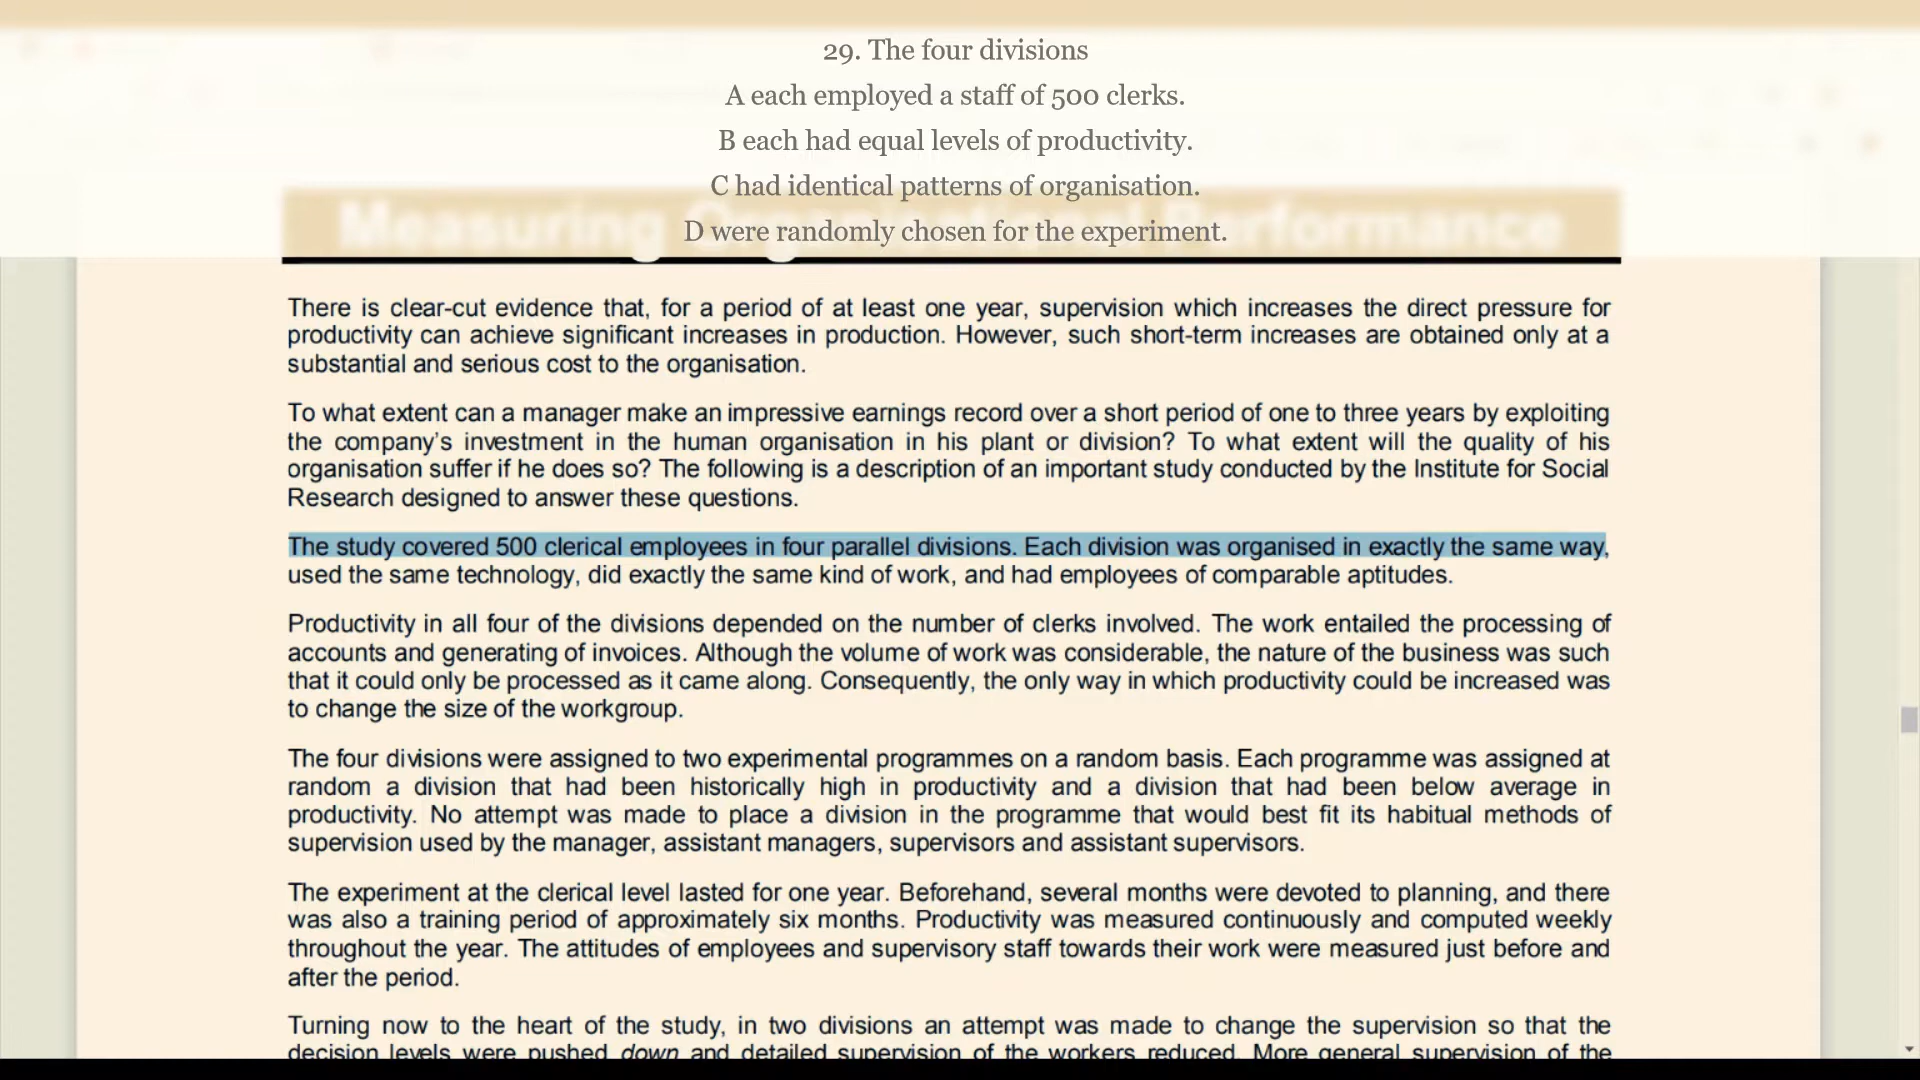 29. The four divisions
A each employed a staff of 500 clerks.
B each had equal levels of productivity.
C had identical patterns of organisation.
Measuring Organisational Performance
D were randomly chosen for the experiment.
There is clear-cut evidence that, for a period of at least one year, supervision which increases the direct pressure for
productivity can achieve significant increases in production. However, such short-term increases are obtained only at a
substantial and serious cost to the organisation.
To what extent can a manager make an impressive earnings record over a short period of one to three years by exploiting
the company’s investment in the human organisation in his plant or division? To what extent will the quality of his
organisation suffer if he does so? The following is a description of an important study conducted by the Institute for Social
Research designed to answer these questions.
The study covered 500 clerical employees in four parallel divisions. Each division was organised in exactly the same way,
used the same technology, did exactly the same kind of work, and had employees of comparable aptitudes.
Productivity in all four of the divisions depended on the number of clerks involved. The work entailed the processing of
accounts and generating of invoices. Although the volume of work was considerable, the nature of the business was such
that it could only be processed as it came along. Consequently, the only way in which productivity could be increased was
to change the size of the workgroup.
The four divisions were assigned to two experimental programmes on a random basis. Each programme was assigned at
random a division that had been historically high in productivity and a division that had been below average in
productivity. No attempt was made to place a division in the programme that would best fit its habitual methods of
supervision used by the manager, assistant managers, supervisors and assistant supervisors.
The experiment at the clerical level lasted for one year. Beforehand, several months were devoted to planning, and there
was also a training period of approximately six months. Productivity was measured continuously and computed weekly
throughout the year. The attitudes of employees and supervisory staff towards their work were measured just before and
after the period.
Turning now to the heart of the study, in two divisions an attempt was made to change the supervision so that the
decision levels were pushed down and detailed supervision of the workers reduced. More general supervision of the